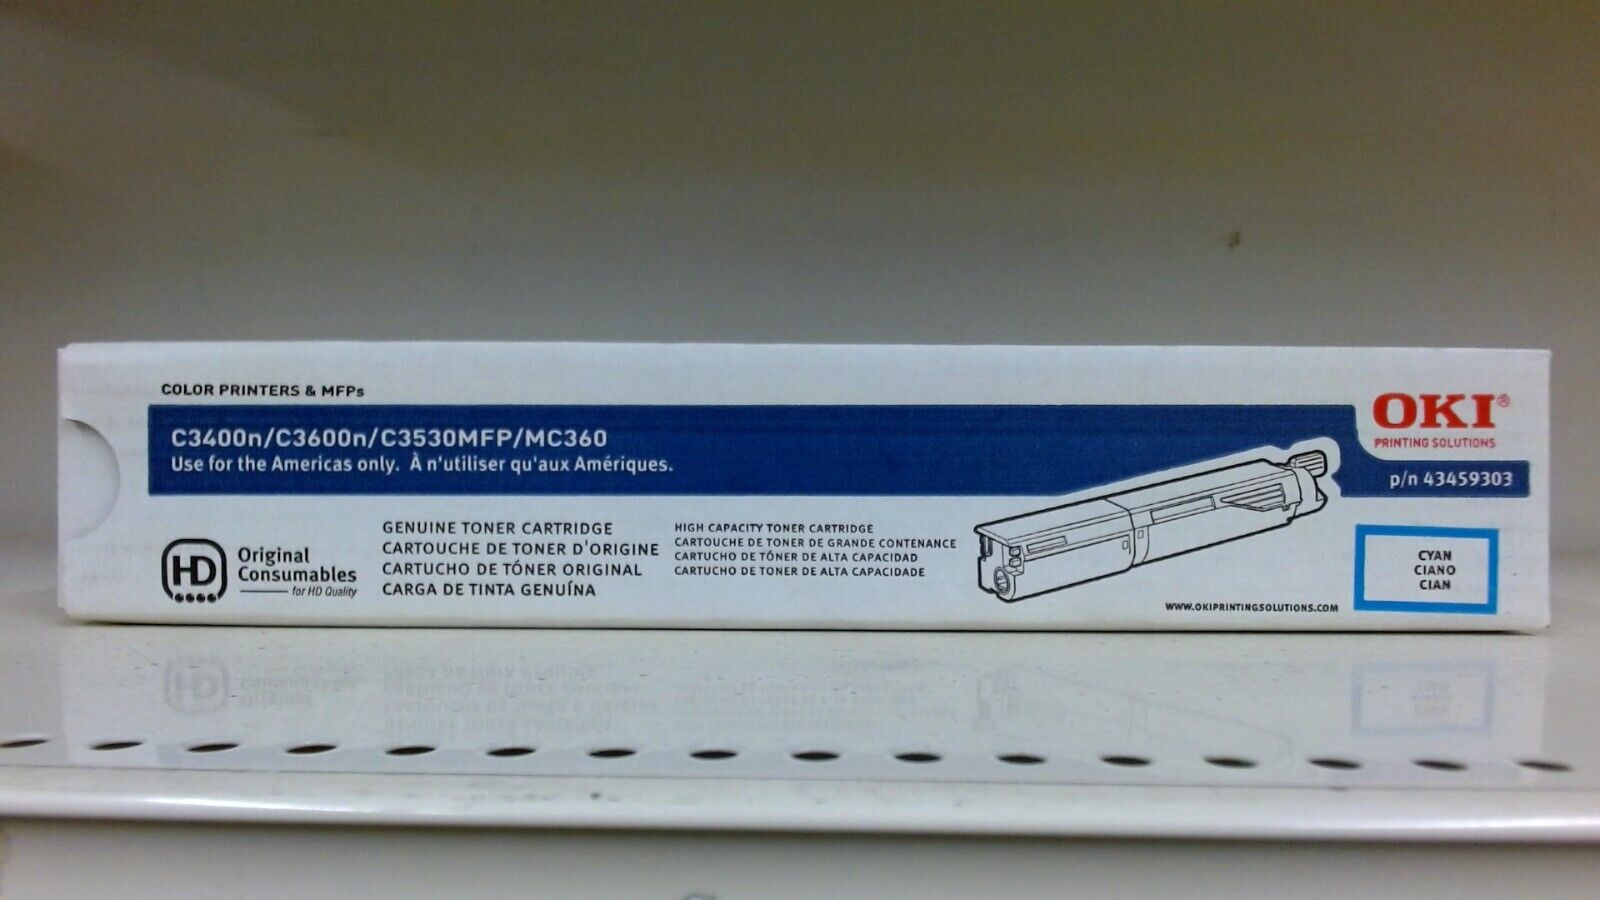 COLOR PRINTERS & MFPs
C3400n/C3600n/C3530MFP/MC360
Use for the Americas only. À n'utiliser qu'aux Amériques.
OKI®
PRINTING SOLUTIONS
p/n 43459303
HD
Original
Consumables
for HD Quality
GENUINE TONER CARTRIDGE
CARTOUCHE DE TONER D'ORIGINE
CARTUCHO DE TÓNER ORIGINAL
CARGA DE TINTA GENUÍNA
HIGH CAPACITY TONER CARTRIDGE
CARTOUCHE DE TONER DE GRANDE CONTENANCE
CARTUCHO DE TÓNER DE ALTA CAPACIDAD
CARTUCHO DE TONER DE ALTA CAPACIDADE
WWW.OKIPRINTINGSOLUTIONS.COM
CYAN
CIANO
CIAN